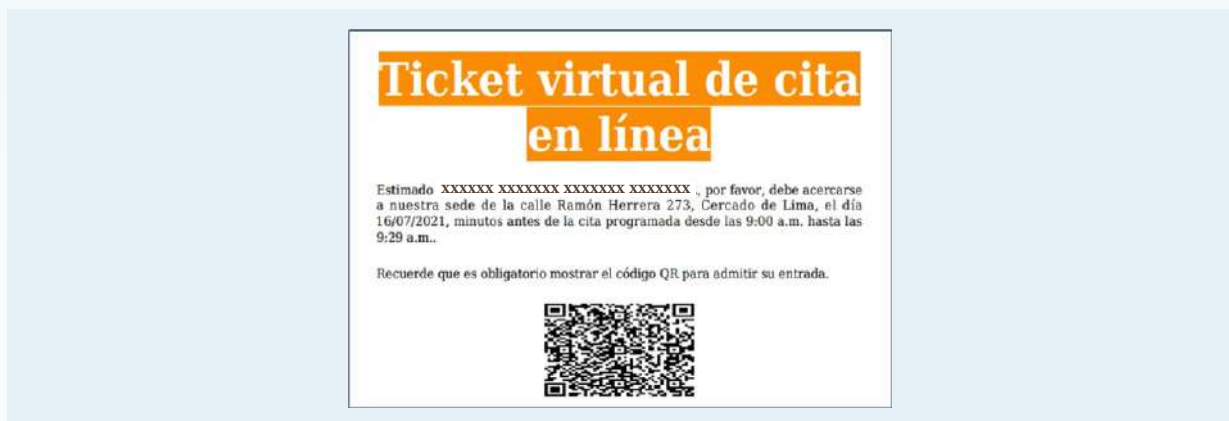 Ticket virtual de cita
en línea
Estimado xxxxxx xxxxxxx xxxxxxx xxxxxxx ., por favor, debe acercarse
a nuestra sede de la calle Ramón Herrera 273, Cercado de Lima, el día
16/07/2021, minutos antes de la cita programada desde las 9:00 a.m. hasta las
9:29 a.m..
Recuerde que es obligatorio mostrar el código QR para admitir su entrada.